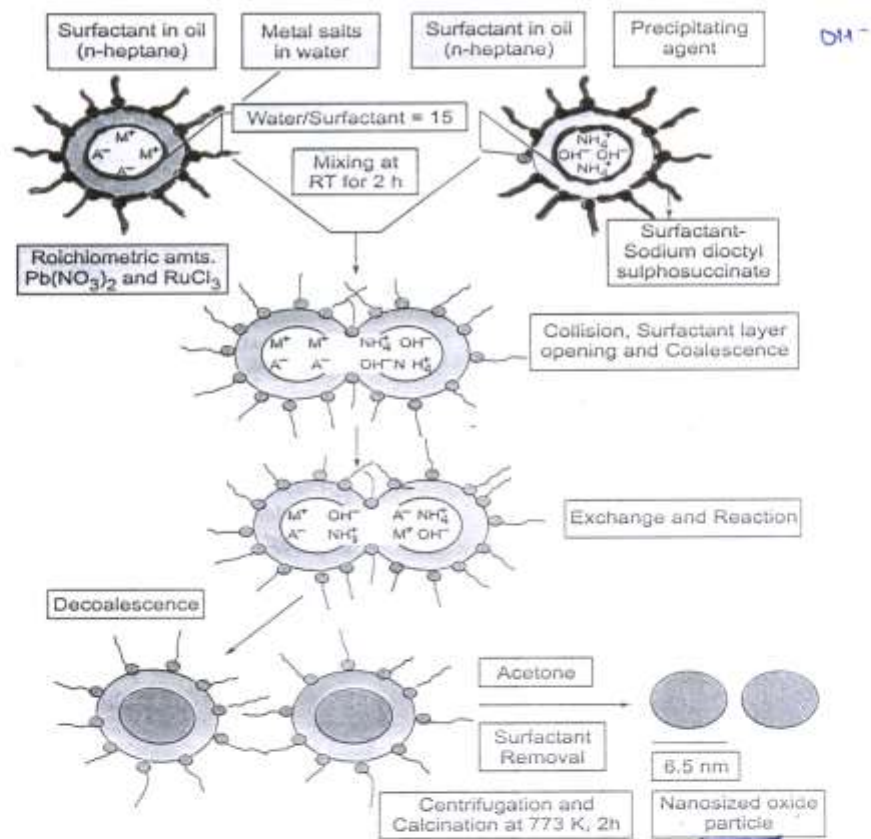 Surfactant in oil
(n-heptane)
Metal salts
in water
Surfactant in oil
(n-heptane)
Precipitating
agent
OH⁻
Water/Surfactant = 15
M⁺
A⁻ M⁺
A⁻
NH₄⁺
OH⁻ OH⁻
NH₄⁺
Mixing at
RT for 2 h
Roichiometric amts.
Pb(NO₃)₂ and RuCl₃
Surfactant-
Sodium dioctyl
sulphosuccinate
M⁺ M⁺ NH₄⁺ OH⁻
A⁻ A⁻ OH⁻ N H₄⁺
Collision, Surfactant layer
opening and Coalescence
M⁺ OH⁻ A⁻ NH₄⁺
A⁻ M⁺ OH⁻
Exchange and Reaction
Decoalescence
Acetone
Surfactant
Removal
6.5 nm
Centrifugation and
Calcination at 773 K, 2h
Nanosized oxide
particle